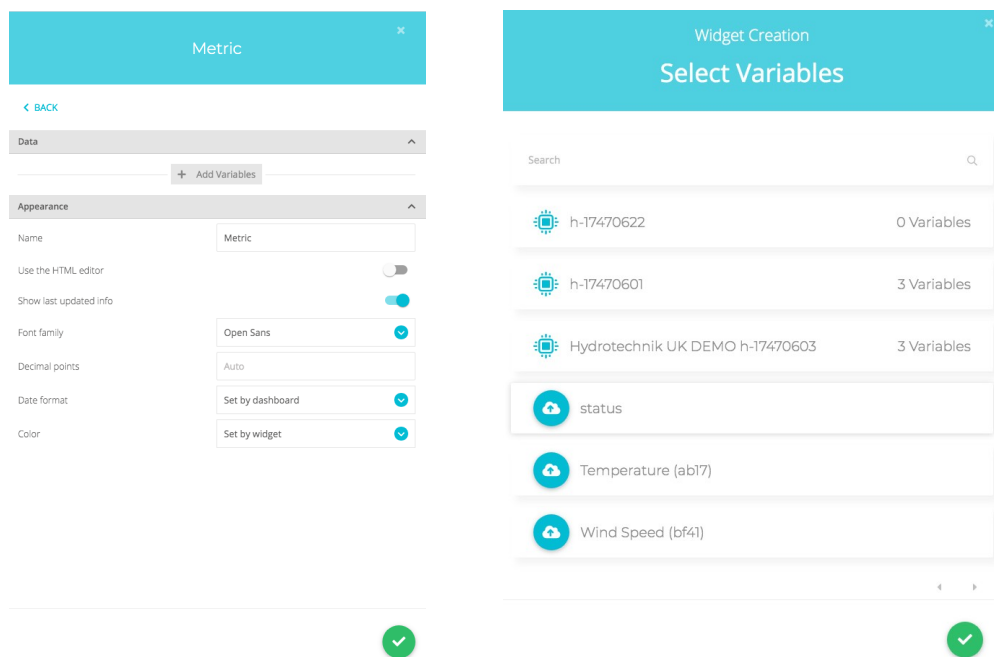 Metric
BACK
Data
+ Add Variables
Appearance
Name Metric
Use the HTML editor
Show last updated info
Font family Open Sans
Decimal points Auto
Date format Set by dashboard
Color Set by widget
Widget Creation
Select Variables
Search
h-17470622 0 Variables
h-17470601 3 Variables
Hydrotechnik UK DEMO h-17470603 3 Variables
status
Temperature (ab17)
Wind Speed (bf41)